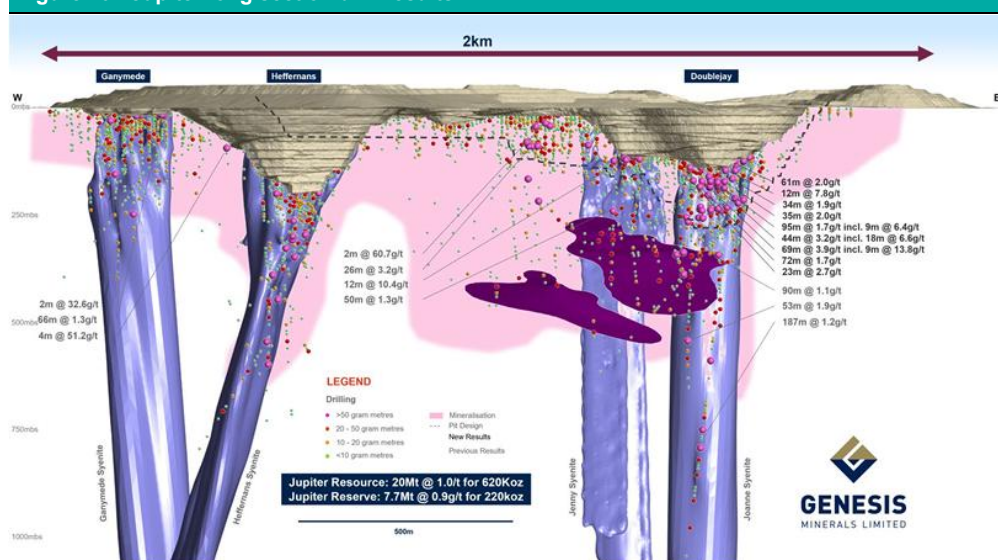 2km
Ganymede
Heffernans
Doublejay
W
E
0mbs
250mbs
500mbs
750mbs
1000mbs
61m @ 2.0g/t
12m @ 7.8g/t
34m @ 1.9g/t
35m @ 2.0g/t
95m @ 1.7g/t incl. 9m @ 6.4g/t
44m @ 3.2g/t incl. 18m @ 6.6g/t
69m @ 3.9g/t incl. 9m @ 13.8g/t
72m @ 1.7g/t
23m @ 2.7g/t
90m @ 1.1g/t
53m @ 1.9g/t
187m @ 1.2g/t
2m @ 60.7g/t
26m @ 3.2g/t
12m @ 10.4g/t
50m @ 1.3g/t
2m @ 32.6g/t
66m @ 1.3g/t
4m @ 51.2g/t
LEGEND
Drilling
>50 gram metres
20 - 50 gram metres
10 - 20 gram metres
<10 gram metres
Mineralisation
Pit Design
New Results
Previous Results
Jupiter Resource: 20Mt @ 1.0/t for 620Koz
Jupiter Reserve: 7.7Mt @ 0.9g/t for 220koz
500m
Ganymede Syenite
Heffernans Syenite
Jenny Syenite
Joanne Syenite
GENESIS
MINERALS LIMITED